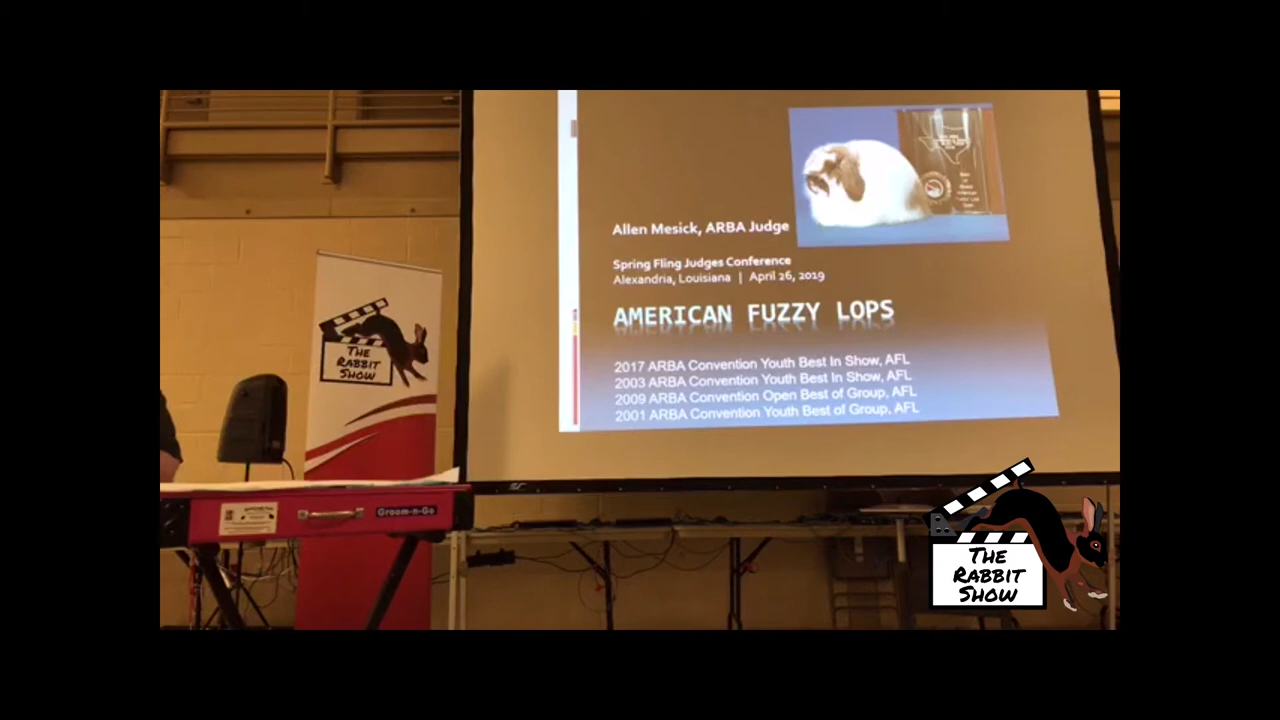 Allen Mesick, ARBA Judge
Spring Fling Judges Conference
Alexandria, Louisiana | April 26, 2019
AMERICAN FUZZY LOPS
2017 ARBA Convention Youth Best In Show, AFL
2003 ARBA Convention Youth Best In Show, AFL
2009 ARBA Convention Open Best of Group, AFL
2001 ARBA Convention Youth Best of Group, AFL
THE
RABBIT
SHOW
Groom-n-Go
THE
RABBIT
SHOW